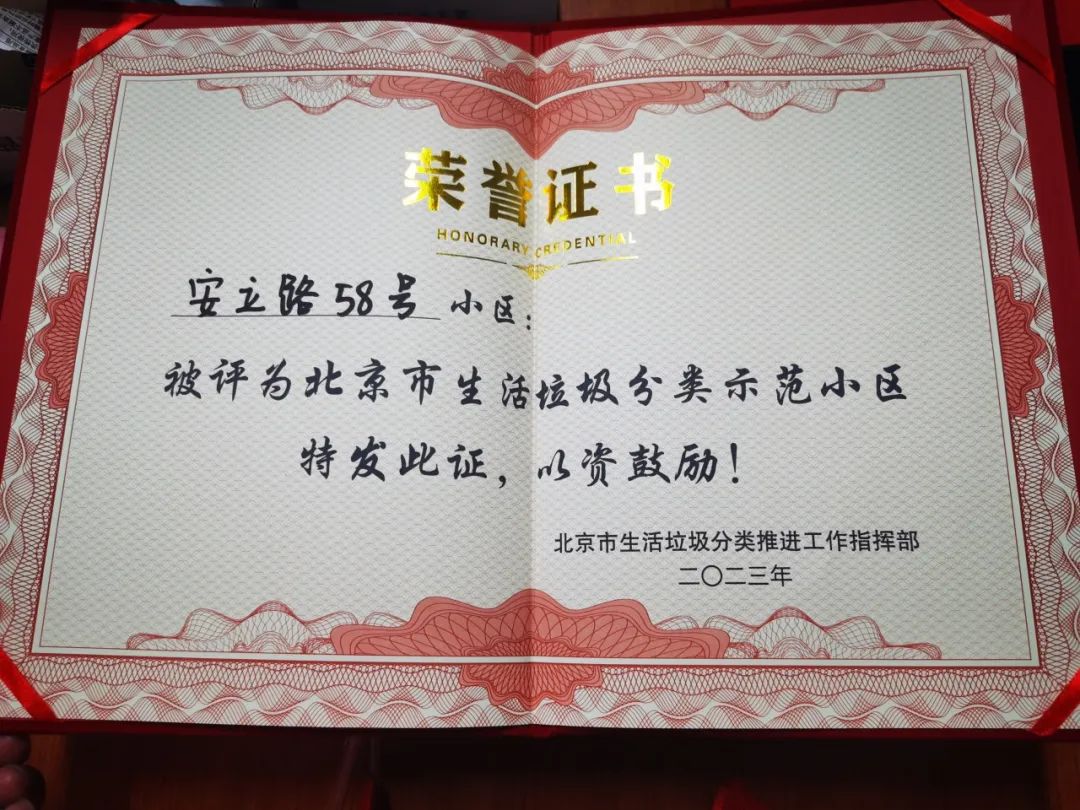 荣誉证书
HONORARY CREDENTIAL
安立路58号小区:
被评为北京市生活垃圾分类示范小区
特发此证，以资鼓励！
北京市生活垃圾分类推进工作指挥部
二〇二三年